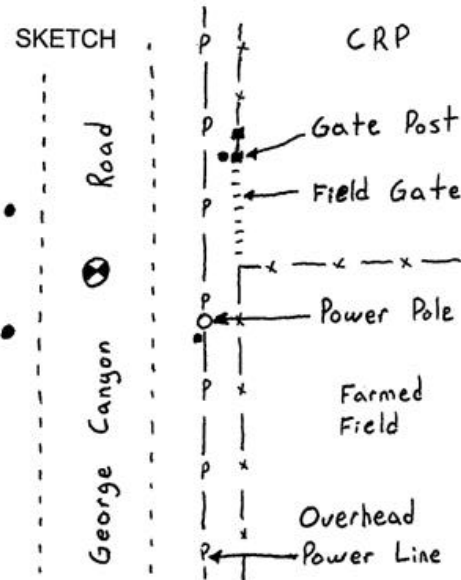 SKETCH
CRP
P
P
Gate Post
Road
Field Gate
P
P
Power Pole
George Canyon
P
Farmed
Field
P
Overhead
P
Power Line